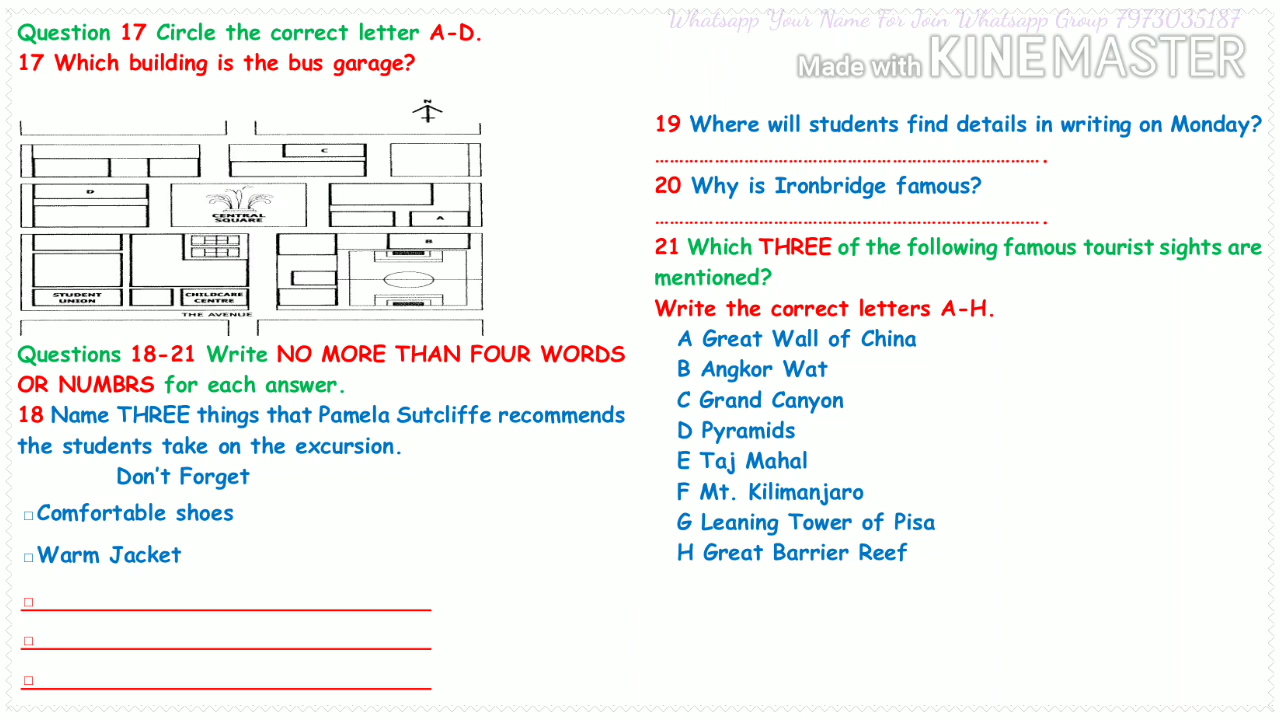 Whatsapp Your Name For Join Whatsapp Group 7973035187
Made with KINEMASTER
Question 17 Circle the correct letter A-D.
17 Which building is the bus garage?
N
C
D
CENTRAL
SQUARE
A
B
STUDENT
UNION
CHILDCARE
CENTRE
THE AVENUE
Questions 18-21 Write NO MORE THAN FOUR WORDS
OR NUMBRS for each answer.
18 Name THREE things that Pamela Sutcliffe recommends
the students take on the excursion.
Don't Forget
□Comfortable shoes
□Warm Jacket
□
□
□
19 Where will students find details in writing on Monday?
……………………………………………………………………….
20 Why is Ironbridge famous?
……………………………………………………………………….
21 Which THREE of the following famous tourist sights are
mentioned?
Write the correct letters A-H.
A Great Wall of China
B Angkor Wat
C Grand Canyon
D Pyramids
E Taj Mahal
F Mt. Kilimanjaro
G Leaning Tower of Pisa
H Great Barrier Reef